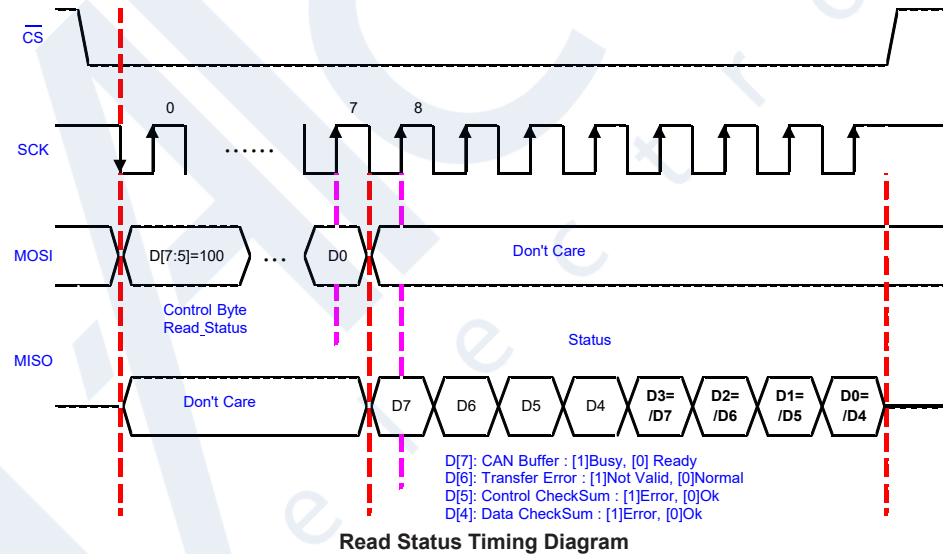 CS
0 7 8
SCK ······
MOSI D[7:5]=100 ··· D0 Don't Care
Control Byte
Read_Status
Status
MISO
Don't Care D7 D6 D5 D4 D3= /D7 D2= /D6 D1= /D5 D0= /D4
D[7]: CAN Buffer : [1]Busy, [0] Ready
D[6]: Transfer Error : [1]Not Valid, [0]Normal
D[5]: Control CheckSum : [1]Error, [0]Ok
D[4]: Data CheckSum : [1]Error, [0]Ok
Read Status Timing Diagram